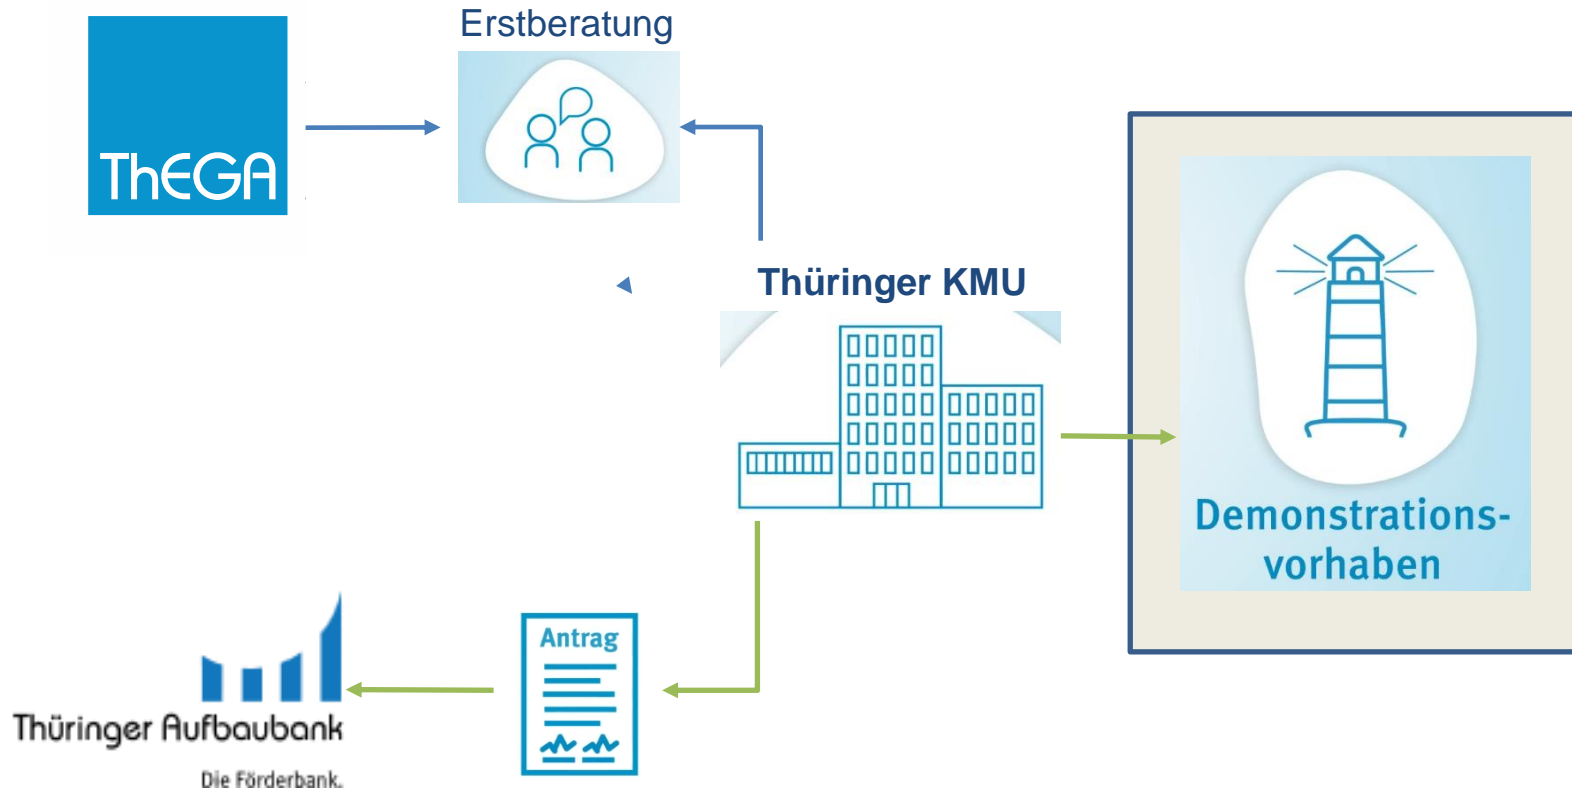 Erstberatung
ThEGA
Thüringer KMU
Demonstrations-
vorhaben
Antrag
Thüringer Aufbaubank
Die Förderbank.